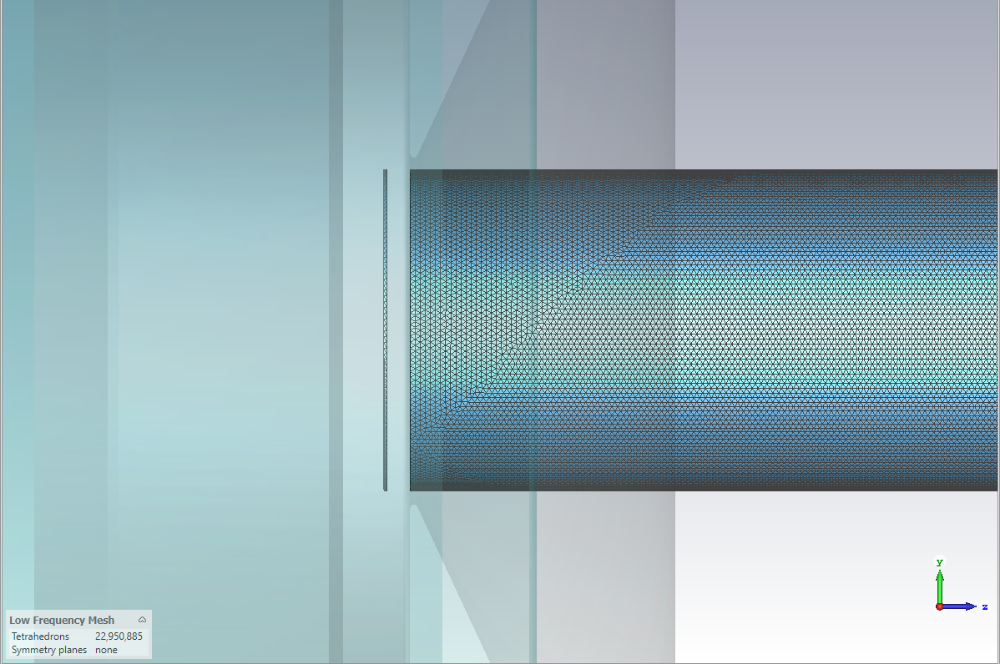 y
z
Low Frequency Mesh
Tetrahedrons 22,950,885
Symmetry planes none